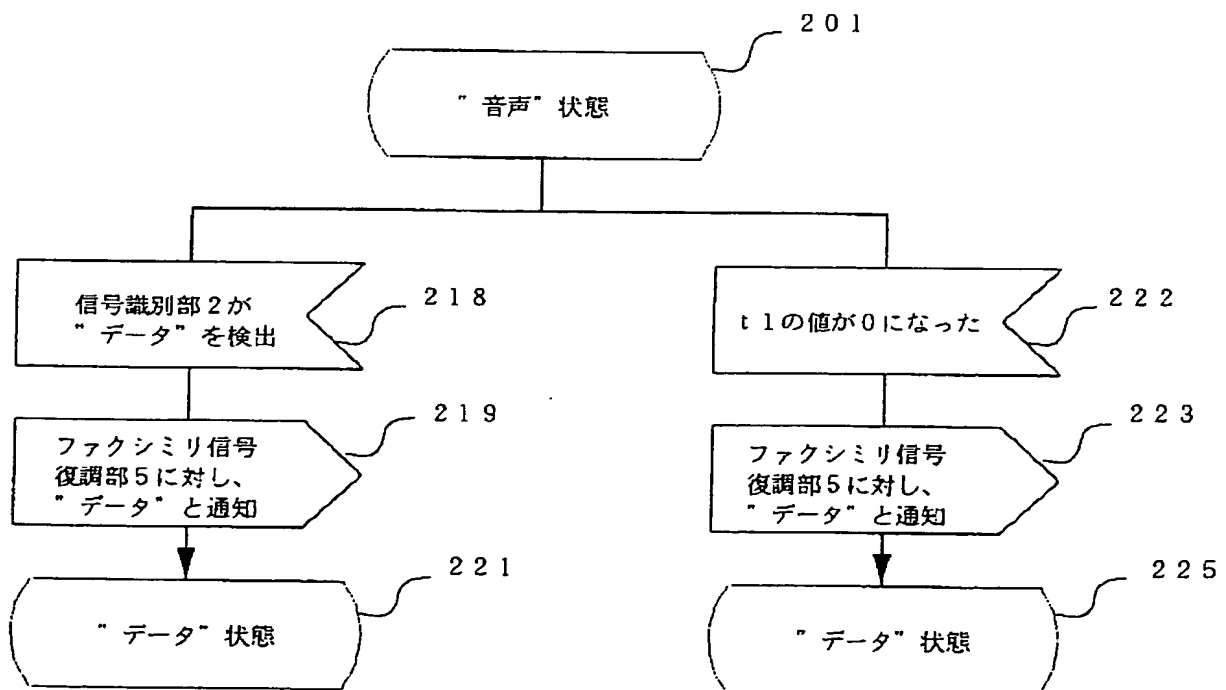 201
”音声”状態
信号識別部2が
”データ”を検出
218
t1の値が0になった
222
ファクシミリ信号
復調部5に対し、
”データ”と通知
219
ファクシミリ信号
復調部5に対し、
”データ”と通知
223
”データ”状態
221
”データ”状態
225